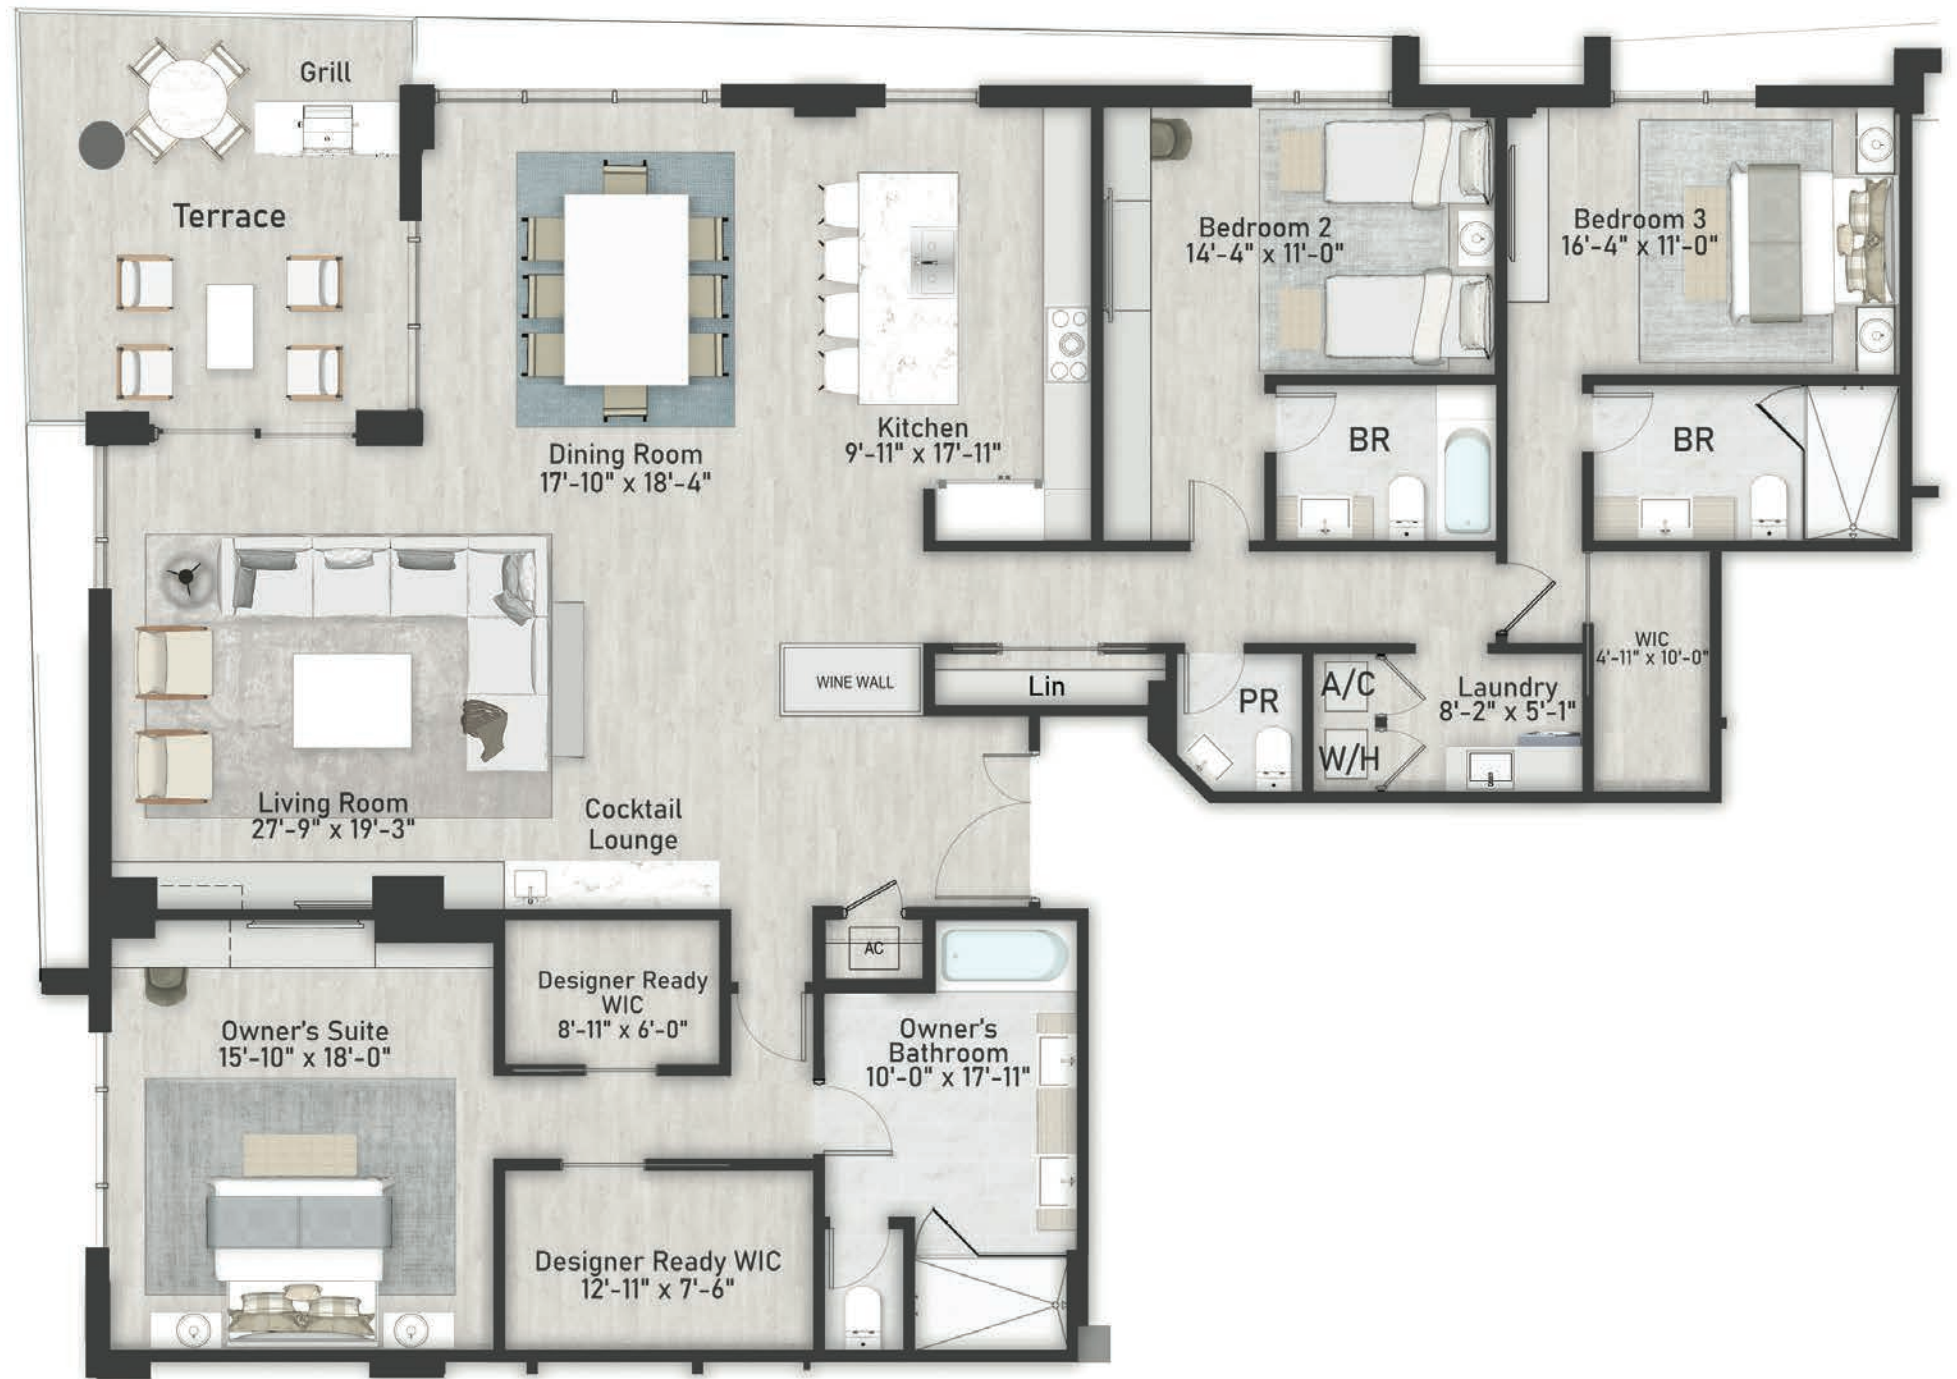 Grill
Terrace
Bedroom 2
14'-4" x 11'-0"
Bedroom 3
16'-4" x 11'-0"
Dining Room
17'-10" x 18'-4"
Kitchen
9'-11" x 17'-11"
BR
BR
WIC
4'-11" x 10'-0"
WINE WALL
Lin
PR
A/C
W/H
Laundry
8'-2" x 5'-1"
Living Room
27'-9" x 19'-3"
Cocktail
Lounge
AC
Designer Ready
WIC
8'-11" x 6'-0"
Owner's Suite
15'-10" x 18'-0"
Owner's
Bathroom
10'-0" x 17'-11"
Designer Ready WIC
12'-11" x 7'-6"